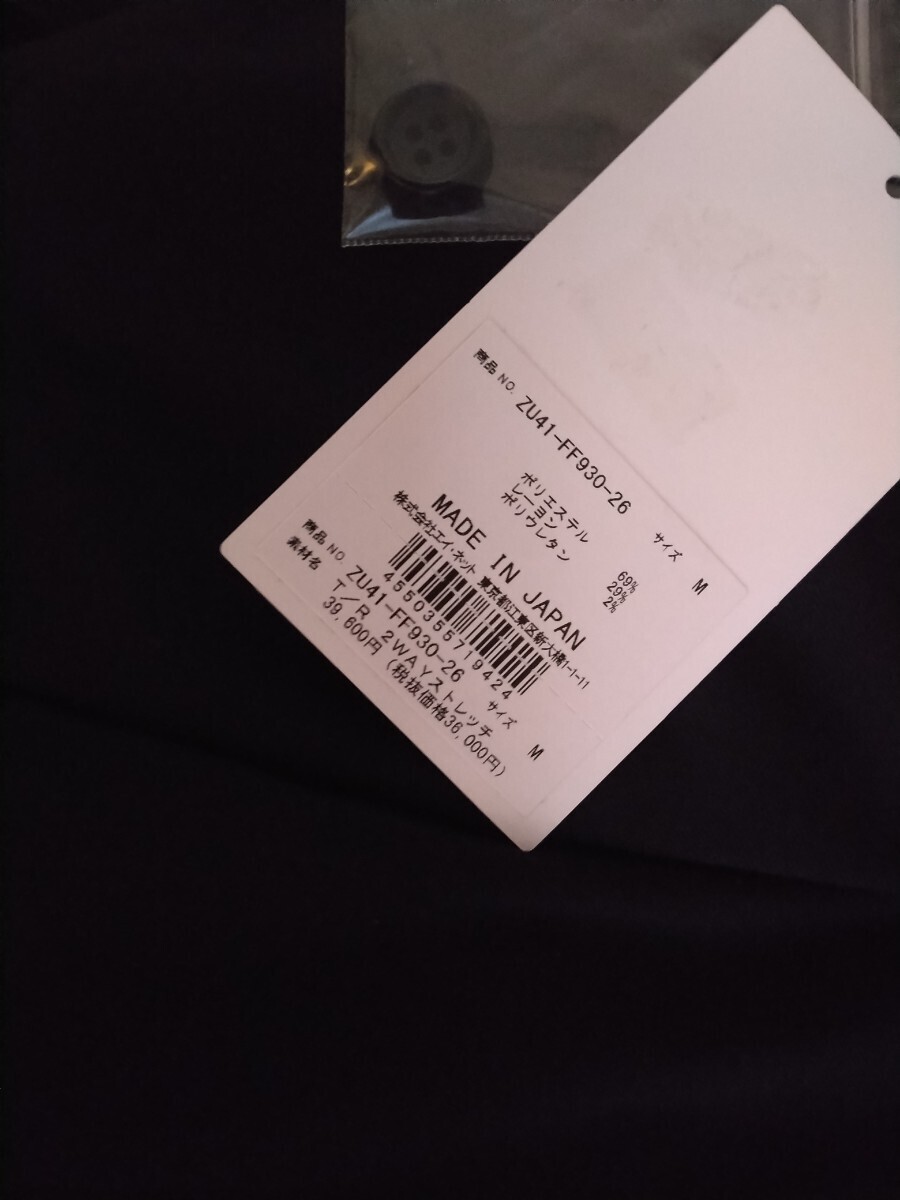 商品 NO. ZU41-FF930-26 サイズ M
ポリエステル 69%
レーヨン 29%
ポリウレタン 2%
MADE IN JAPAN
株式会社エイ・ネット 東京都江東区新大橋1-1-11
4550355719424
商品 NO. ZU41-FF930-26 サイズ M
素材名 T/R 2WAYストレッチ
39,600円 (税抜価格36,000円)